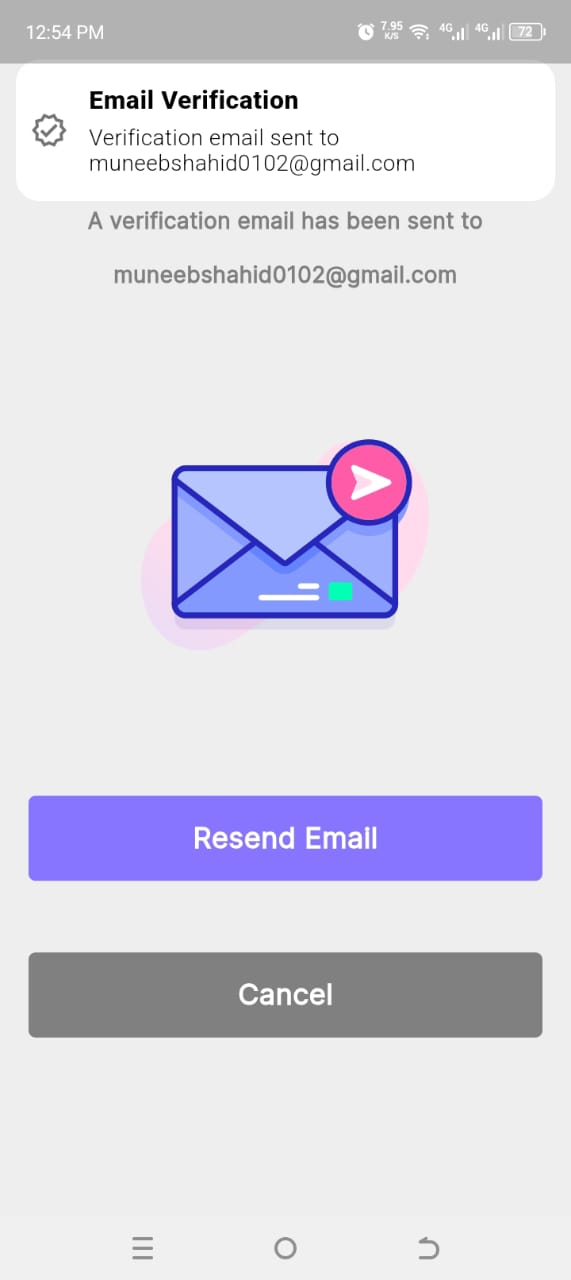 12:54 PM
7.95
K/S
4G
4G
72
Email Verification
Verification email sent to
muneebshahid0102@gmail.com
A verification email has been sent to
muneebshahid0102@gmail.com
Resend Email
Cancel